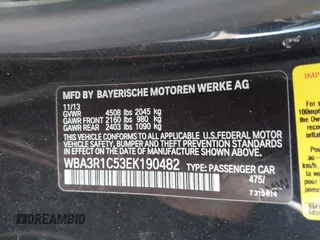 MFD BY BAYERISCHE MOTOREN WERKE AG
11/13
GVWR 4508 lbs 2045 kg
GAWR FRONT 2160 lbs 980 kg
GAWR REAR 2403 lbs 1090 kg
THIS VEHICLE CONFORMS TO ALL APPLICABLE
FEDERAL MOTOR VEHICLE SAFETY,
BUMPER, AND THEFT PREVENTION STANDARDS
IN EFFECT ON THE DATE OF
MANUFACTURE SHOWN ABOVE.
WBA3R1C53EK190482 TYPE: PASSENGER CAR
475/
DREAMBID